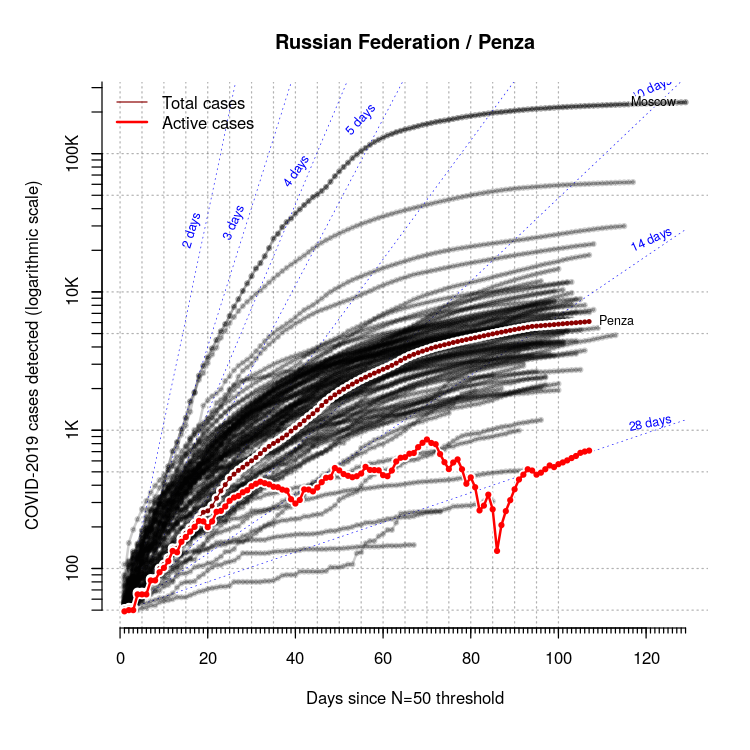 Russian Federation / Penza
Total cases
Active cases
2 days
3 days
4 days
5 days
Moscow
14 days
Penza
28 days
COVID-2019 cases detected (logarithmic scale)
100K
10K
1K
100
0 20 40 60 80 100 120
Days since N=50 threshold